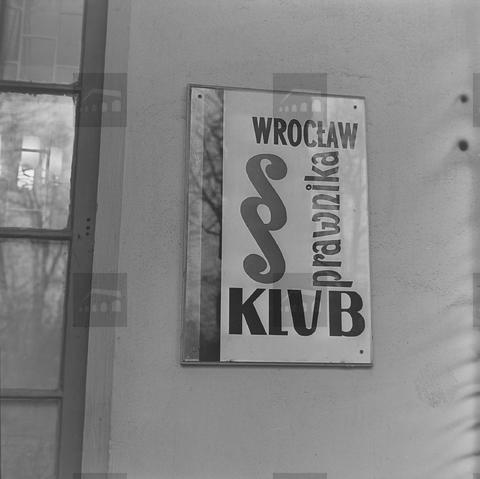 WROCŁAW
§
prawnika
KLUB